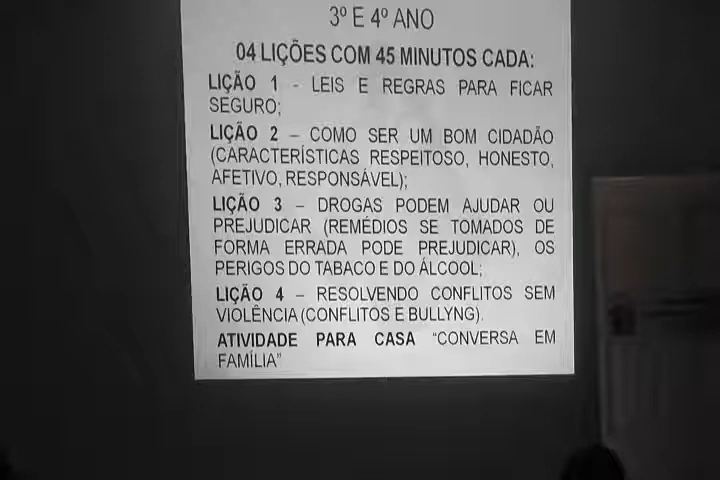 3º E 4º ANO
04 LIÇÕES COM 45 MINUTOS CADA:
LIÇÃO 1 - LEIS E REGRAS PARA FICAR
SEGURO;
LIÇÃO 2 – COMO SER UM BOM CIDADÃO
(CARACTERÍSTICAS RESPEITOSO, HONESTO,
AFETIVO, RESPONSÁVEL);
LIÇÃO 3 – DROGAS PODEM AJUDAR OU
PREJUDICAR (REMÉDIOS SE TOMADOS DE
FORMA ERRADA PODE PREJUDICAR), OS
PERIGOS DO TABACO E DO ÁLCOOL;
LIÇÃO 4 – RESOLVENDO CONFLITOS SEM
VIOLÊNCIA (CONFLITOS E BULLYNG).
ATIVIDADE PARA CASA “CONVERSA EM
FAMÍLIA”